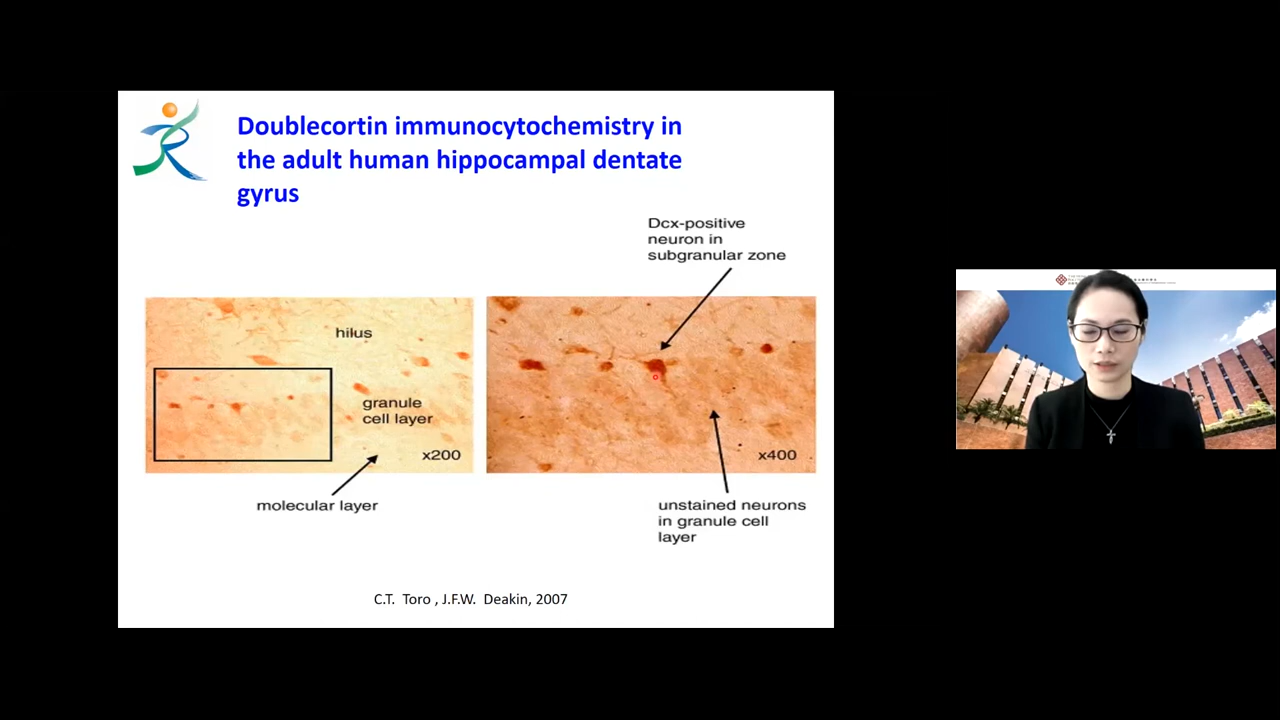 Doublecortin immunocytochemistry in
the adult human hippocampal dentate
gyrus
Dcx-positive
neuron in
subgranular zone
hilus
granule
cell layer
x200
x400
molecular layer
unstained neurons
in granule cell
layer
C.T. Toro , J.F.W. Deakin, 2007